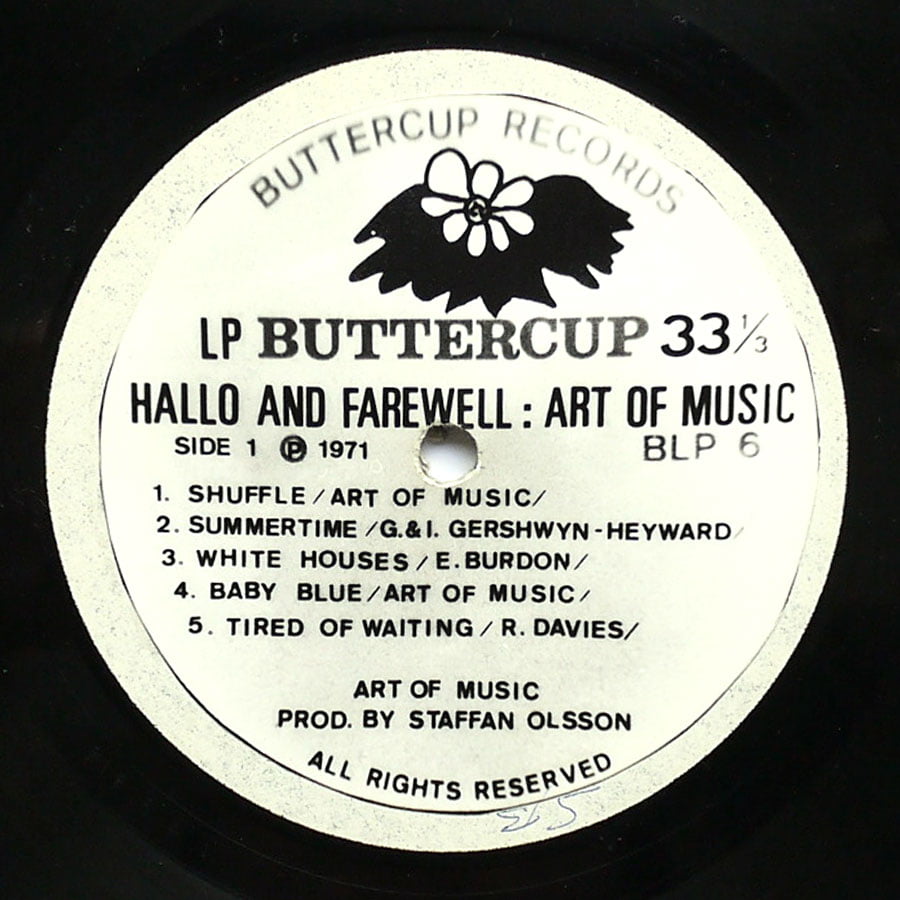 BUTTERCUP RECORDS
LP BUTTERCUP 33 1/3
HALLO AND FAREWELL : ART OF MUSIC
SIDE 1 ℗ 1971 BLP 6
1. SHUFFLE / ART OF MUSIC /
2. SUMMERTIME / G.& I. GERSHWYN - HEYWARD /
3. WHITE HOUSES / E. BURDON /
4. BABY BLUE / ART OF MUSIC /
5. TIRED OF WAITING / R. DAVIES /
ART OF MUSIC
PROD. BY STAFFAN OLSSON
ALL RIGHTS RESERVED